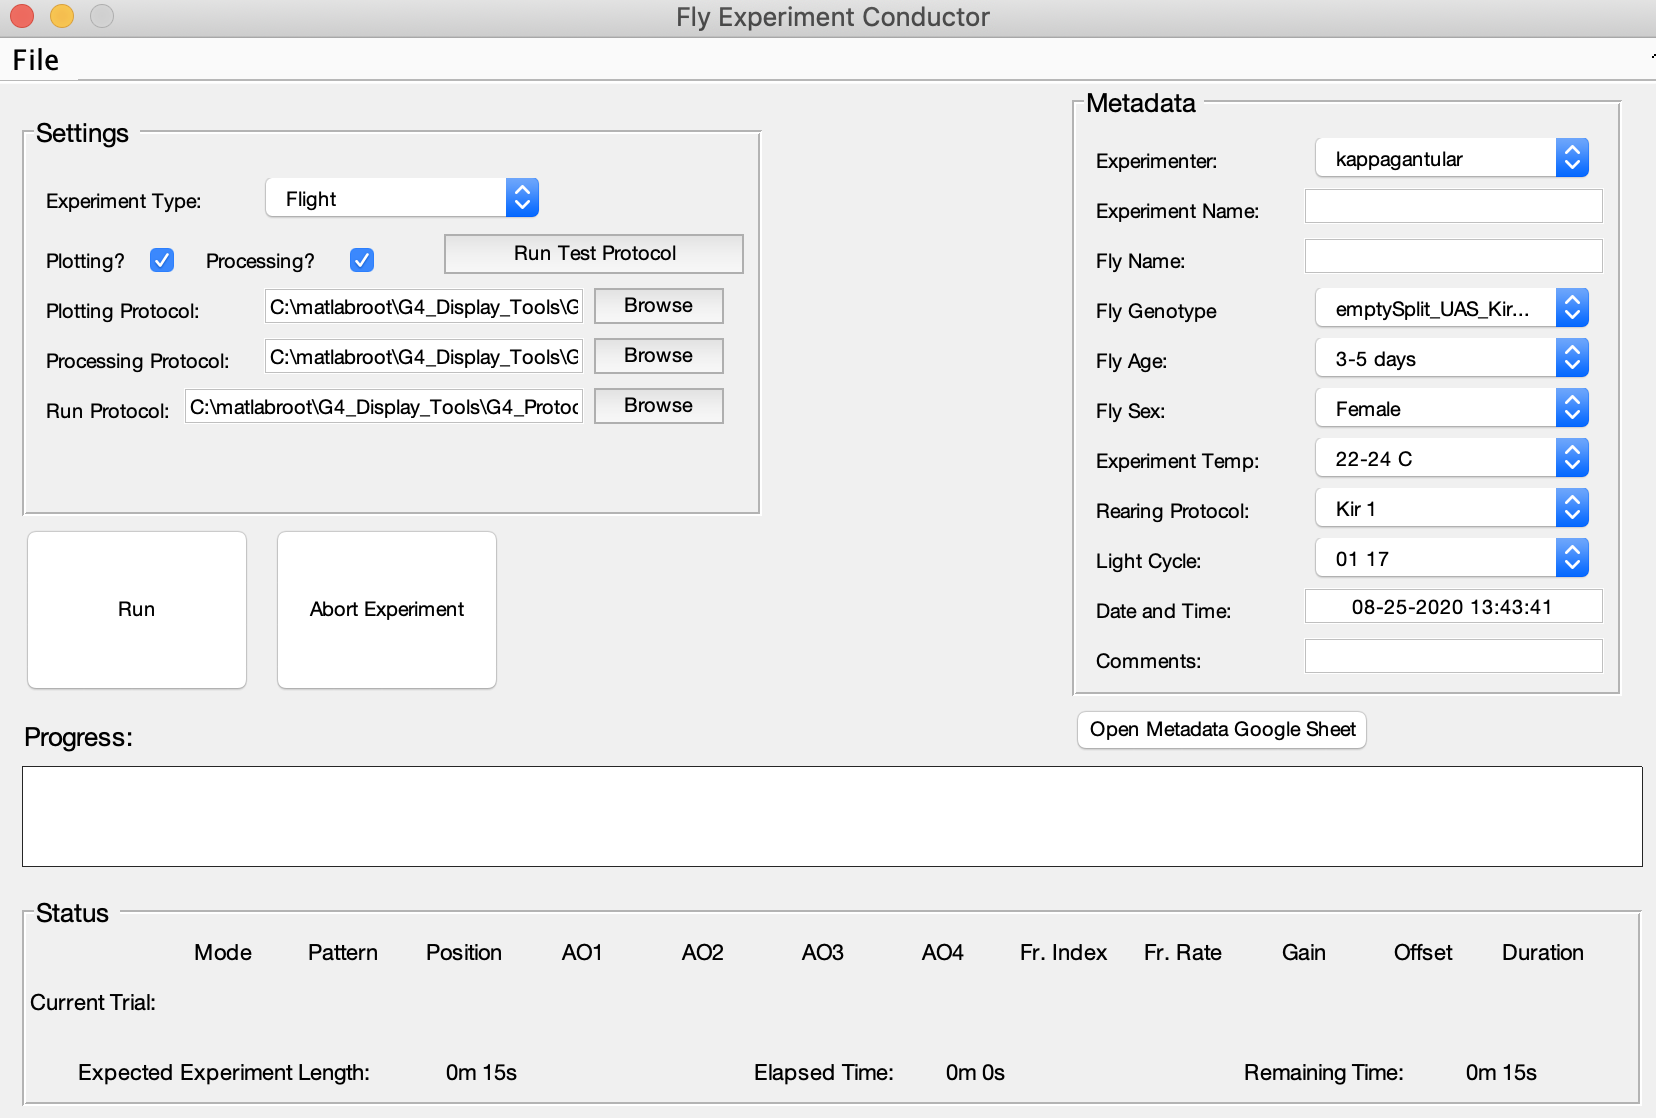 Fly Experiment Conductor
File
Settings
Experiment Type: Flight
Plotting? Processing? Run Test Protocol
Plotting Protocol: C:\matlabroot\G4_Display_Tools\G Browse
Processing Protocol: C:\matlabroot\G4_Display_Tools\G Browse
Run Protocol: C:\matlabroot\G4_Display_Tools\G4_Protoc Browse
Run Abort Experiment
Metadata
Experimenter: kappagantular
Experiment Name:
Fly Name:
Fly Genotype emptySplit_UAS_Kir...
Fly Age: 3-5 days
Fly Sex: Female
Experiment Temp: 22-24 C
Rearing Protocol: Kir 1
Light Cycle: 01 17
Date and Time: 08-25-2020 13:43:41
Comments:
Open Metadata Google Sheet
Progress:
Status
Mode Pattern Position AO1 AO2 AO3 AO4 Fr. Index Fr. Rate Gain Offset Duration
Current Trial:
Expected Experiment Length: 0m 15s Elapsed Time: 0m 0s Remaining Time: 0m 15s